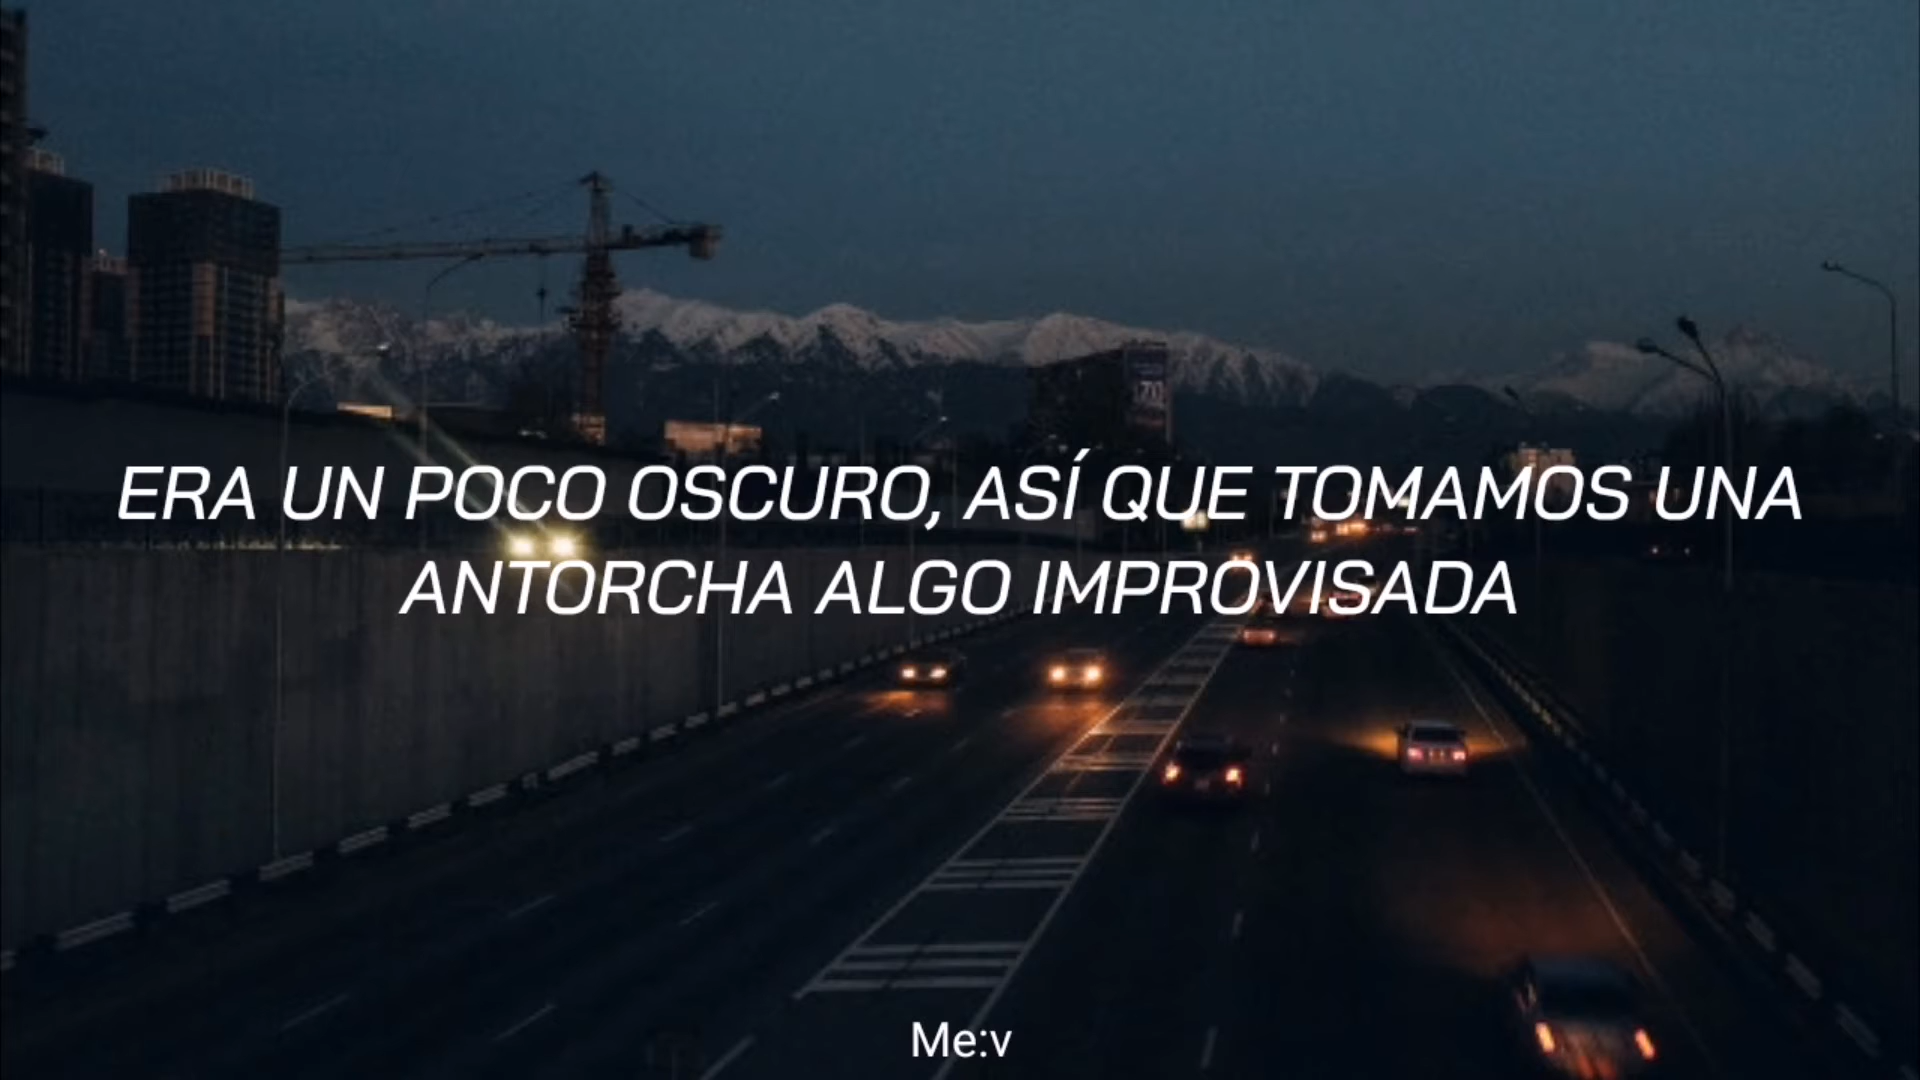 ERA UN POCO OSCURO, ASÍ QUE TOMAMOS UNA
ANTORCHA ALGO IMPROVISADA
Me:v